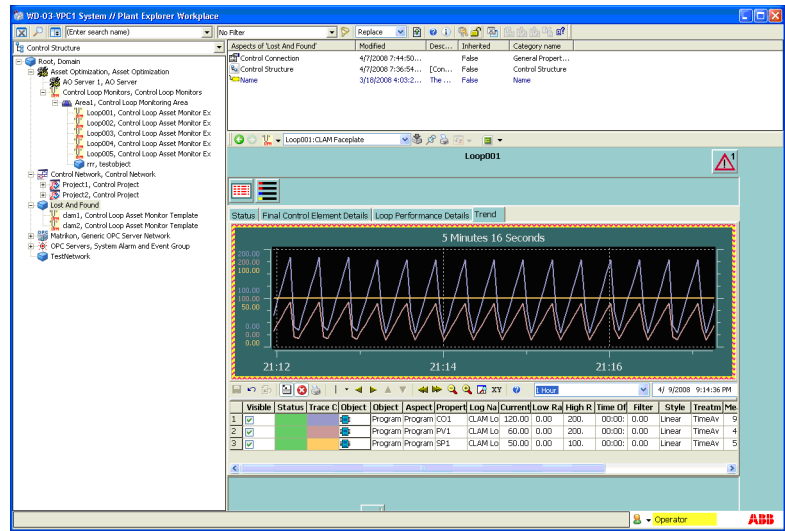 WD-03-VPC1 System // Plant Explorer Workplace
(Enter search name) No Filter Replace
Control Structure
Root, Domain
Asset Optimization, Asset Optimization
AO Server 1, AO Server
Control Loop Monitors, Control Loop Monitors
Area1, Control Loop Monitoring Area
Loop001, Control Loop Asset Monitor Ex
Loop002, Control Loop Asset Monitor Ex
Loop003, Control Loop Asset Monitor Ex
Loop004, Control Loop Asset Monitor Ex
Loop005, Control Loop Asset Monitor Ex
rrr, testobject
Control Network, Control Network
Project1, Control Project
Project2, Control Project
Lost And Found
clam1, Control Loop Asset Monitor Template
clam2, Control Loop Asset Monitor Template
Matrikon, Generic OPC Server Network
OPC Servers, System Alarm and Event Group
TestNetwork
Aspects of 'Lost And Found' Modified Desc... Inherited Category name
Control Connection 4/7/2008 7:44:50... False General Propert...
Control Structure 4/7/2008 7:36:54... [Con... False Control Structure
Name 3/18/2008 4:03:2... The ... False Name
Loop001:CLAM Faceplate
Loop001
1
Status Final Control Element Details Loop Performance Details Trend
5 Minutes 16 Seconds
200.00
200.00
100.00
100.00
100.00
50.00
0.00
0.00
0.00
21:12 21:14 21:16
XY 1 Hour 4/ 9/2008 9:14:36 PM
Visible Status Trace C Object Object Aspect Propert Log Na Current Low Ra High R Time Of Filter Style Treatm Me
1 Program Program CO1 CLAM Lo 120.00 0.00 200. 00:00: 0.00 Linear TimeAv 9
2 Program Program PV1 CLAM Lo 60.00 0.00 200. 00:00: 0.00 Linear TimeAv 4
3 Program Program SP1 CLAM Lo 50.00 0.00 100. 00:00: 0.00 Linear TimeAv 5
Operator ABB